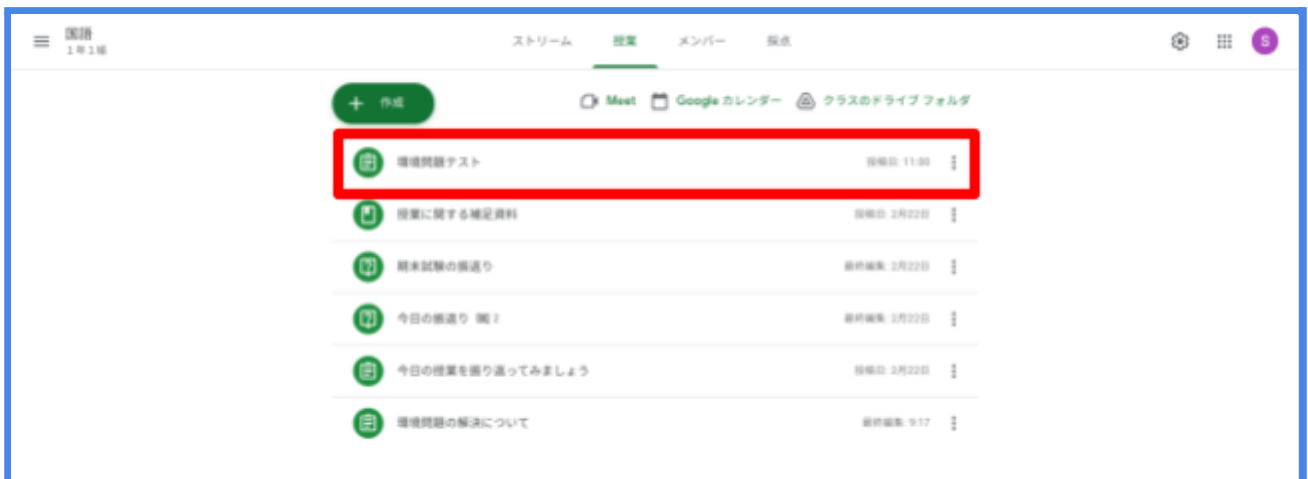 国語
1年1組
ストリーム 授業 メンバー 採点
S
+ 作成
Meet Google カレンダー クラスのドライブ フォルダ
環境問題テスト 投稿日: 11:00
授業に関する補足資料 投稿日: 2月22日
期末試験の振返り 最終編集: 2月22日
今日の振返り 2 最終編集: 2月22日
今日の授業を振り返ってみましょう 投稿日: 2月22日
環境問題の解決について 最終編集: 9:17